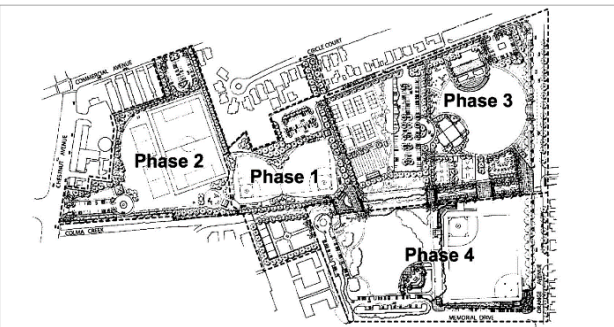 COMMERCIAL AVENUE
CIRCLE COURT
Phase 3
CHESTNUT AVENUE
Phase 2
Phase 1
COLMA CREEK
Phase 4
ORANGE AVENUE
MEMORIAL DRIVE